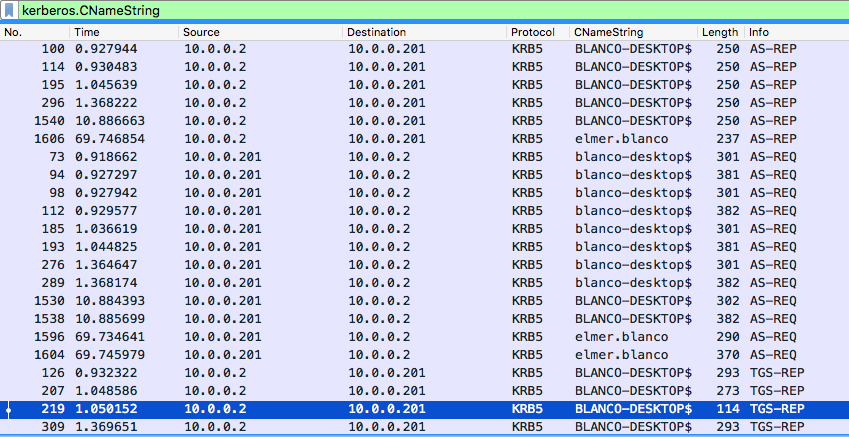 kerberos.CNameString
No. Time Source Destination Protocol CNameString Length Info
100 0.927944 10.0.0.2 10.0.0.201 KRB5 BLANCO-DESKTOP$ 250 AS-REP
114 0.930483 10.0.0.2 10.0.0.201 KRB5 BLANCO-DESKTOP$ 250 AS-REP
195 1.045639 10.0.0.2 10.0.0.201 KRB5 BLANCO-DESKTOP$ 250 AS-REP
296 1.368222 10.0.0.2 10.0.0.201 KRB5 BLANCO-DESKTOP$ 250 AS-REP
1540 10.886663 10.0.0.2 10.0.0.201 KRB5 BLANCO-DESKTOP$ 250 AS-REP
1606 69.746854 10.0.0.2 10.0.0.201 KRB5 elmer.blanco 237 AS-REP
73 0.918662 10.0.0.201 10.0.0.2 KRB5 blanco-desktop$ 301 AS-REQ
94 0.927297 10.0.0.201 10.0.0.2 KRB5 blanco-desktop$ 381 AS-REQ
98 0.927942 10.0.0.201 10.0.0.2 KRB5 blanco-desktop$ 301 AS-REQ
112 0.929577 10.0.0.201 10.0.0.2 KRB5 blanco-desktop$ 382 AS-REQ
185 1.036619 10.0.0.201 10.0.0.2 KRB5 blanco-desktop$ 301 AS-REQ
193 1.044825 10.0.0.201 10.0.0.2 KRB5 blanco-desktop$ 381 AS-REQ
276 1.364647 10.0.0.201 10.0.0.2 KRB5 blanco-desktop$ 301 AS-REQ
289 1.368174 10.0.0.201 10.0.0.2 KRB5 blanco-desktop$ 382 AS-REQ
1530 10.884393 10.0.0.201 10.0.0.2 KRB5 BLANCO-DESKTOP$ 302 AS-REQ
1538 10.885699 10.0.0.201 10.0.0.2 KRB5 BLANCO-DESKTOP$ 382 AS-REQ
1596 69.734641 10.0.0.201 10.0.0.2 KRB5 elmer.blanco 290 AS-REQ
1604 69.745979 10.0.0.201 10.0.0.2 KRB5 elmer.blanco 370 AS-REQ
126 0.932322 10.0.0.2 10.0.0.201 KRB5 BLANCO-DESKTOP$ 293 TGS-REP
207 1.048586 10.0.0.2 10.0.0.201 KRB5 BLANCO-DESKTOP$ 273 TGS-REP
219 1.050152 10.0.0.2 10.0.0.201 KRB5 BLANCO-DESKTOP$ 114 TGS-REP
309 1.369651 10.0.0.2 10.0.0.201 KRB5 BLANCO-DESKTOP$ 293 TGS-REP